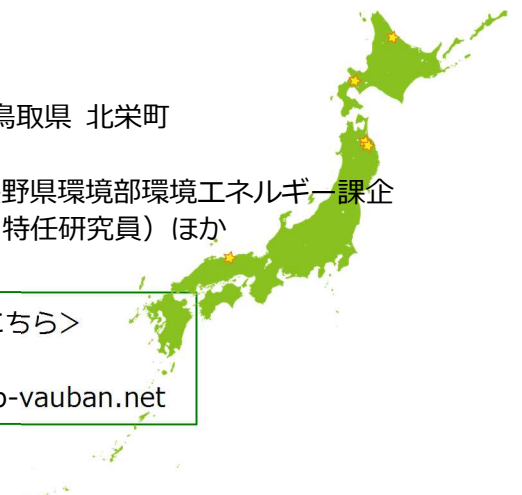 鳥取県 北栄町
野県環境部環境エネルギー課企
特任研究員）ほか
こちら＞
o-vauban.net